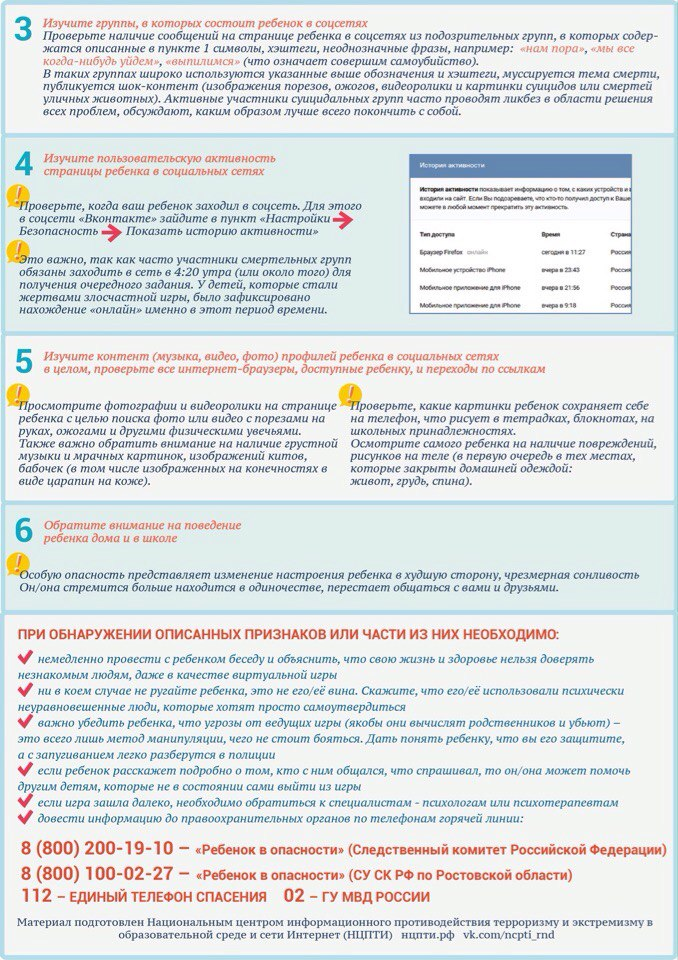 3 Изучите группы, в которых состоит ребенок в соцсетях
Проверьте наличие сообщений на странице ребенка в соцсетях из подозрительных групп, в которых содер-
жатся описанные в пункте 1 символы, хэштеги, неоднозначные фразы, например: «нам пора», «мы все
когда-нибудь уйдем», «выпилимся» (что означает совершим самоубийство).
В таких группах широко используются указанные выше обозначения и хэштеги, муссируется тема смерти,
публикуется шок-контент (изображения порезов, ожогов, видеоролики и картинки суицидов или смертей
уличных животных). Активные участники суицидальных групп часто проводят ликбез в области решения
всех проблем, обсуждают, каким образом лучше всего покончить с собой.
4 Изучите пользовательскую активность
страницы ребенка в социальных сетях
Проверьте, когда ваш ребенок заходил в соцсеть. Для этого
в соцсети «Вконтакте» зайдите в пункт «Настройки
Безопасность Показать историю активности»
Это важно, так как часто участники смертельных групп
обязаны заходить в сеть в 4:20 утра (или около того) для
получения очередного задания. У детей, которые стали
жертвами злосчастной игры, было зафиксировано
нахождение «онлайн» именно в этот период времени.
История активности
История активности показывает информацию о том, с каких устройств и
входили на сайт. Если Вы подозреваете, что кто-то получил доступ к Ваше
можете в любой момент прекратить эту активность.
Тип доступа Время Страна
Браузер Firefox онлайн сегодня в 11:27 Россия
Мобильное устройство iPhone вчера в 23:43 Россия
Мобильное приложение для iPhone вчера в 21:56 Россия
Мобильное приложение для iPhone вчера в 9:18 Россия
5 Изучите контент (музыка, видео, фото) профилей ребенка в социальных сетях
в целом, проверьте все интернет-браузеры, доступные ребенку, и переходы по ссылкам
Просмотрите фотографии и видеоролики на странице
ребенка с целью поиска фото или видео с порезами на
руках, ожогами и другими физическими увечьями.
Также важно обратить внимание на наличие грустной
музыки и мрачных картинок, изображений китов,
бабочек (в том числе изображенных на конечностях в
виде царапин на коже).
Проверьте, какие картинки ребенок сохраняет себе
на телефон, что рисует в тетрадках, блокнотах, на
школьных принадлежностях.
Осмотрите самого ребенка на наличие повреждений,
рисунков на теле (в первую очередь в тех местах,
которые закрыты домашней одеждой:
живот, грудь, спина).
6 Обратите внимание на поведение
ребенка дома и в школе
Особую опасность представляет изменение настроения ребенка в худшую сторону, чрезмерная сонливость
Он/она стремится больше находится в одиночестве, перестает общаться с вами и друзьями.
ПРИ ОБНАРУЖЕНИИ ОПИСАННЫХ ПРИЗНАКОВ ИЛИ ЧАСТИ ИЗ НИХ НЕОБХОДИМО:
немедленно провести с ребенком беседу и объяснить, что свою жизнь и здоровье нельзя доверять
незнакомым людям, даже в качестве виртуальной игры
ни в коем случае не ругайте ребенка, это не его/её вина. Скажите, что его/её использовали психически
неуравновешенные люди, которые хотят просто самоутвердиться
важно убедить ребенка, что угрозы от ведущих игры (якобы они вычислят родственников и убьют) –
это всего лишь метод манипуляции, чего не стоит бояться. Дать понять ребенку, что вы его защитите,
а с запугиванием легко разберутся в полиции
если ребенок расскажет подробно о том, кто с ним общался, что спрашивал, то он/она может помочь
другим детям, которые не в состоянии сами выйти из игры
если игра зашла далеко, необходимо обратиться к специалистам - психологам или психотерапевтам
довести информацию до правоохранительных органов по телефонам горячей линии:
8 (800) 200-19-10 – «Ребенок в опасности» (Следственный комитет Российской Федерации)
8 (800) 100-02-27 – «Ребенок в опасности» (СУ СК РФ по Ростовской области)
112 – ЕДИНЫЙ ТЕЛЕФОН СПАСЕНИЯ 02 – ГУ МВД РОССИИ
Материал подготовлен Национальным центром информационного противодействия терроризму и экстремизму в
образовательной среде и сети Интернет (НЦПТИ) нцпти.рф vk.com/ncpti_rnd